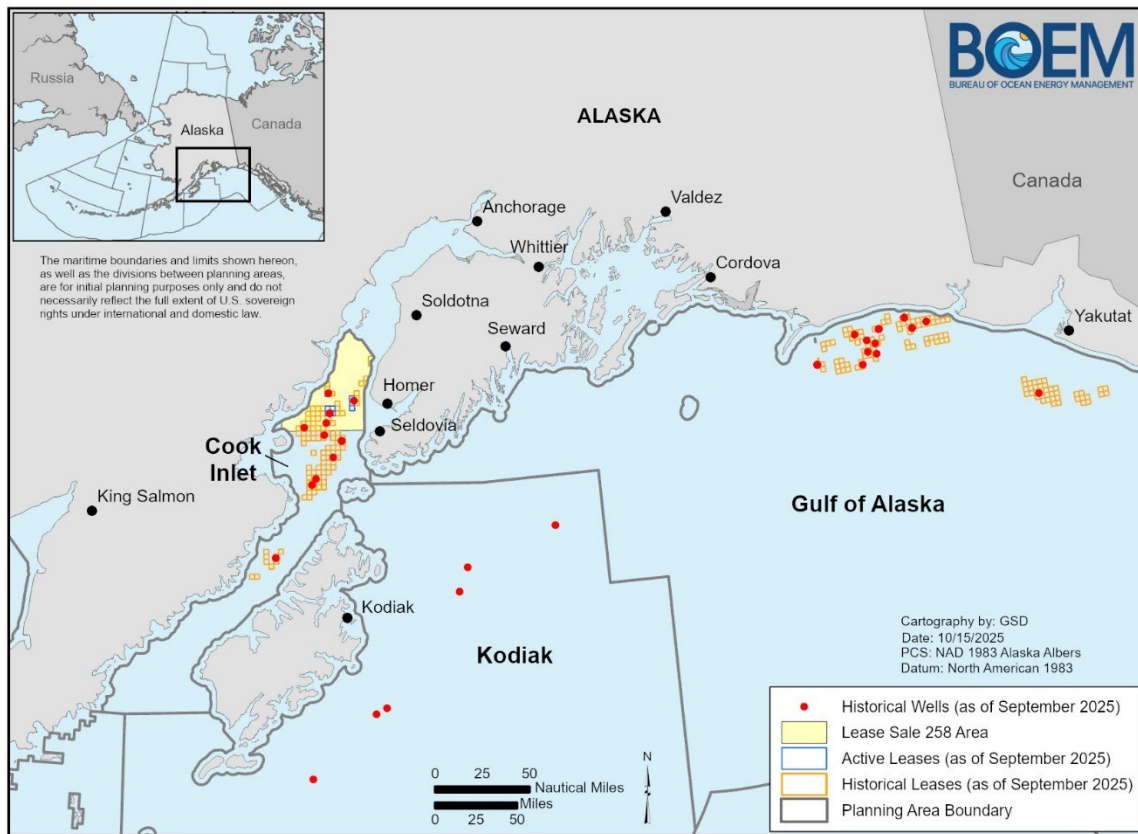 Russia
Alaska
Canada
BOEM
BUREAU OF OCEAN ENERGY MANAGEMENT
The maritime boundaries and limits shown hereon,
as well as the divisions between planning areas,
are for initial planning purposes only and do not
necessarily reflect the full extent of U.S. sovereign
rights under international and domestic law.
ALASKA
Canada
Anchorage
Valdez
Whittier
Cordova
Soldotna
Seward
Yakutat
Homer
Seldovia
Cook
Inlet
King Salmon
Gulf of Alaska
Kodiak
Kodiak
Cartography by: GSD
Date: 10/15/2025
PCS: NAD 1983 Alaska Albers
Datum: North American 1983
N
0 25 50
Nautical Miles
Miles
0 25 50
Historical Wells (as of September 2025)
Lease Sale 258 Area
Active Leases (as of September 2025)
Historical Leases (as of September 2025)
Planning Area Boundary